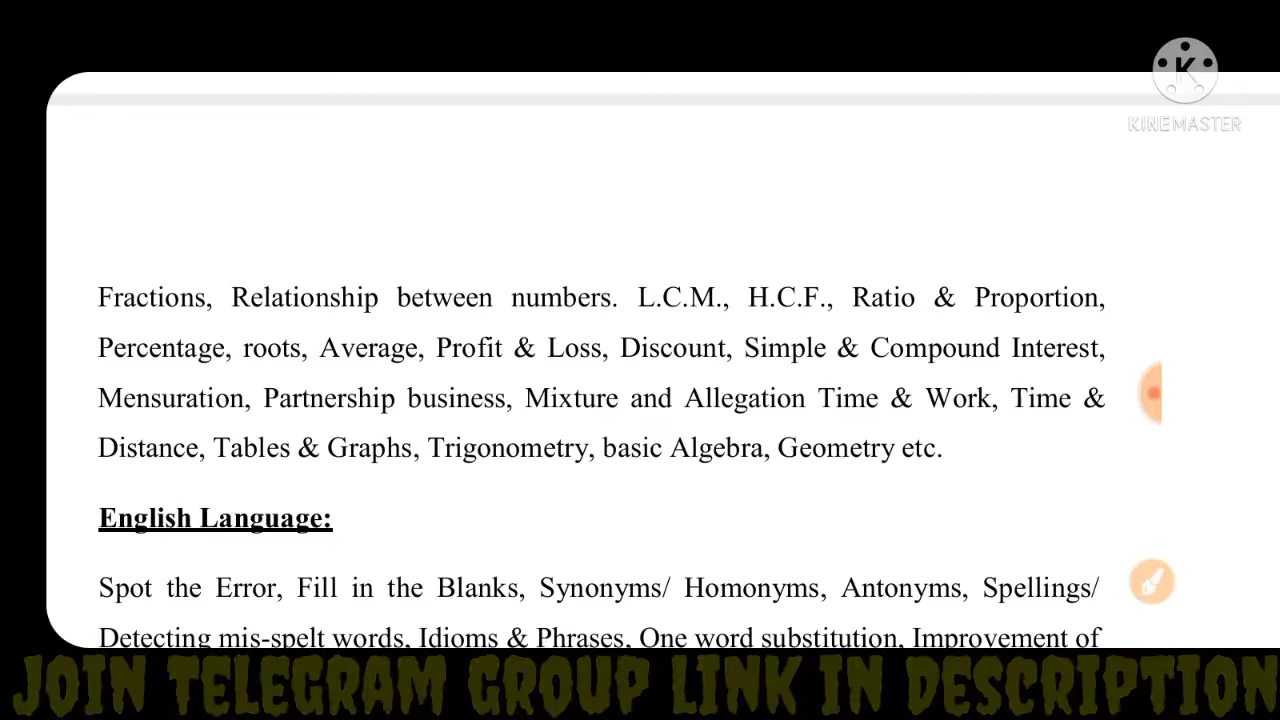 K
KINEMASTER
Fractions, Relationship between numbers. L.C.M., H.C.F., Ratio & Proportion,
Percentage, roots, Average, Profit & Loss, Discount, Simple & Compound Interest,
Mensuration, Partnership business, Mixture and Allegation Time & Work, Time &
Distance, Tables & Graphs, Trigonometry, basic Algebra, Geometry etc.
English Language:
Spot the Error, Fill in the Blanks, Synonyms/ Homonyms, Antonyms, Spellings/
Detecting mis-spelt words, Idioms & Phrases, One word substitution, Improvement of
JOIN TELEGRAM GROUP LINK IN DESCRIPTION